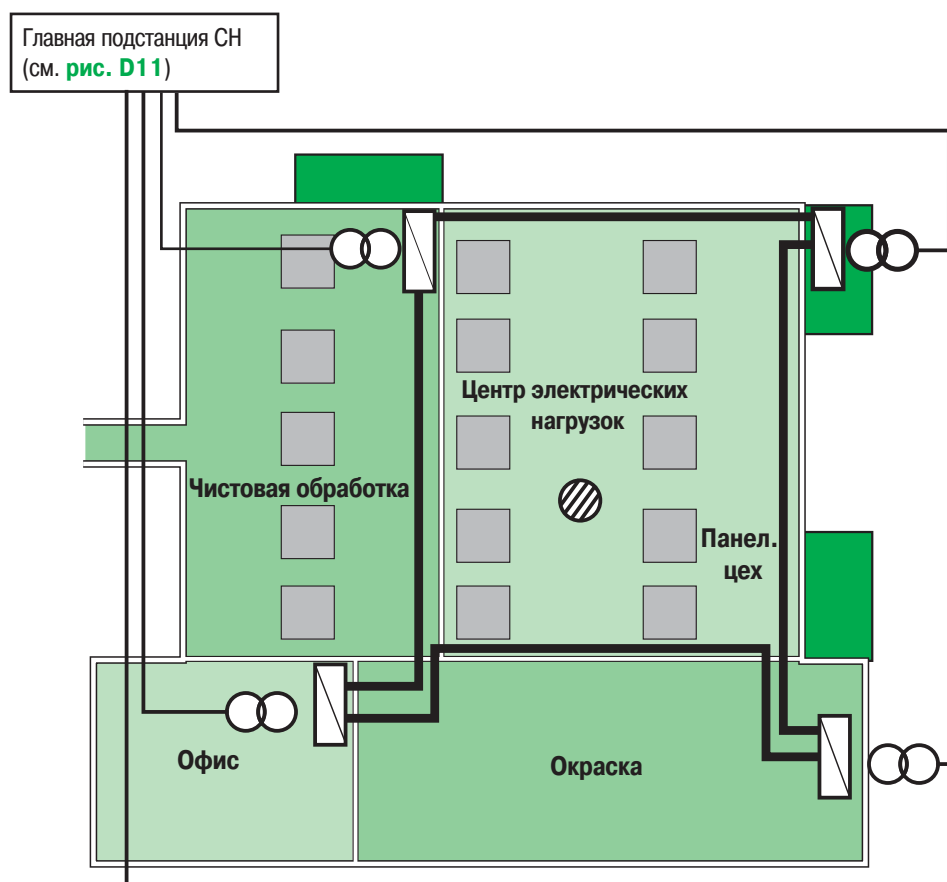 Главная подстанция СН
(см. рис. D11)
Центр электрических
нагрузок
Чистовая обработка
Панел.
цех
Офис
Окраска